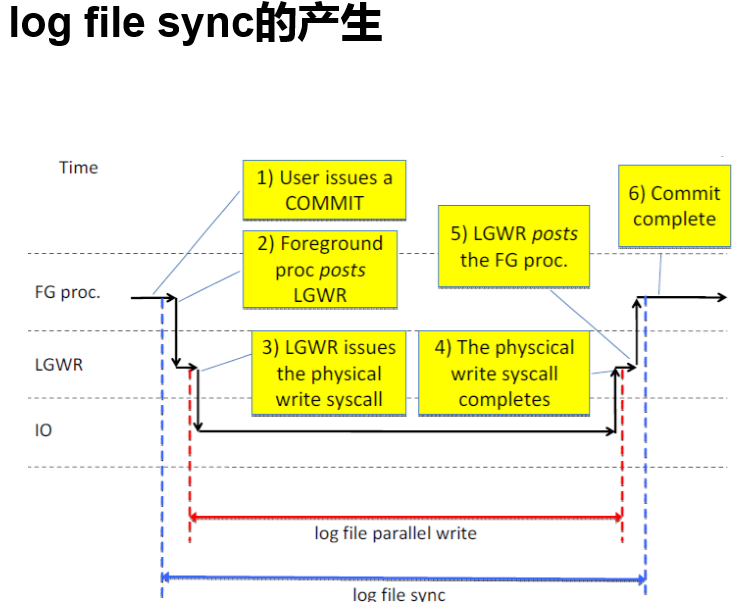 log file sync的产生
Time
1) User issues a
COMMIT
2) Foreground
proc posts
LGWR
3) LGWR issues
the physical
write syscall
4) The physcical
write syscall
completes
5) LGWR posts
the FG proc.
6) Commit
complete
FG proc.
LGWR
IO
log file parallel write
log file sync